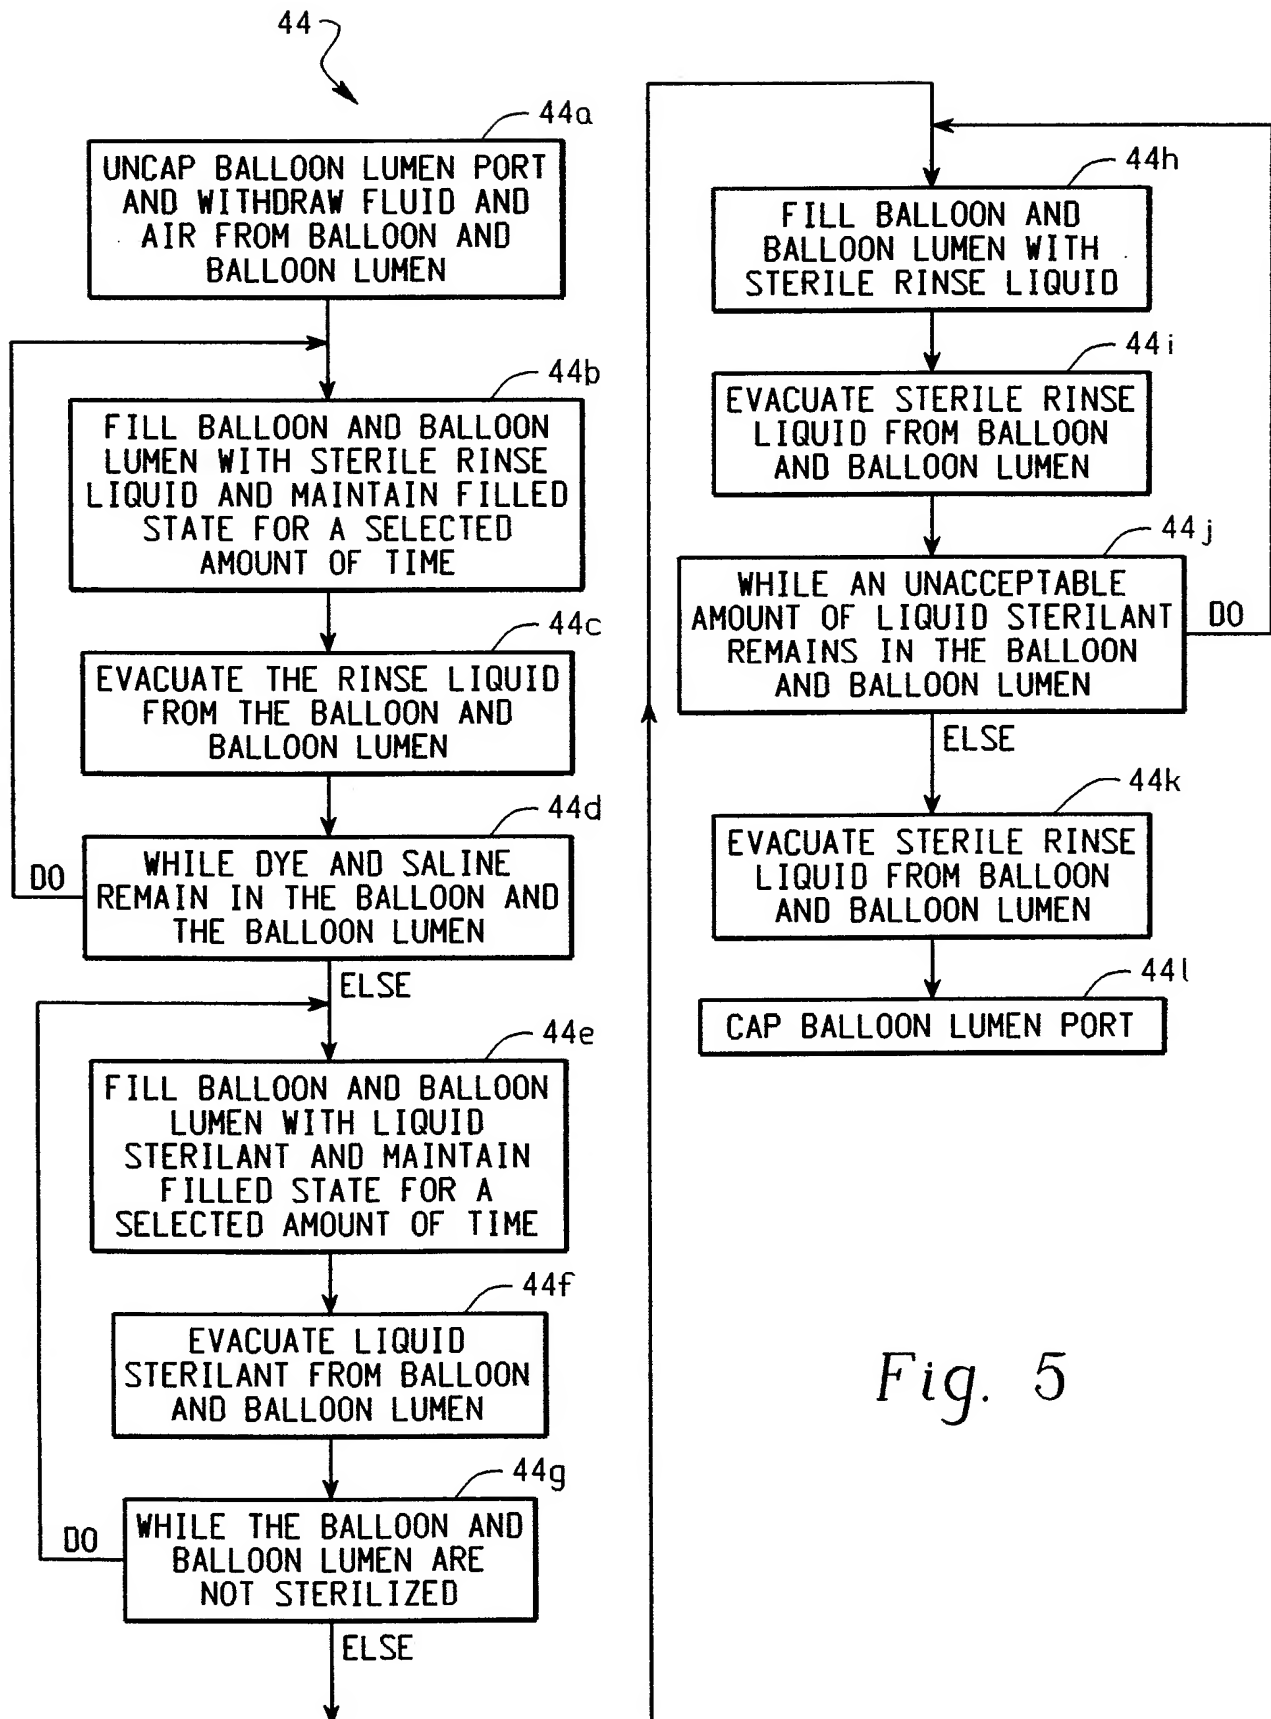 44
44a
UNCAP BALLOON LUMEN PORT
AND WITHDRAW FLUID AND
AIR FROM BALLOON AND
BALLOON LUMEN
44b
FILL BALLOON AND BALLOON
LUMEN WITH STERILE RINSE
LIQUID AND MAINTAIN FILLED
STATE FOR A SELECTED
AMOUNT OF TIME
44c
EVACUATE THE RINSE LIQUID
FROM THE BALLOON AND
BALLOON LUMEN
44d
WHILE DYE AND SALINE
REMAIN IN THE BALLOON AND
THE BALLOON LUMEN
DO
ELSE
44e
FILL BALLOON AND BALLOON
LUMEN WITH LIQUID
STERILANT AND MAINTAIN
FILLED STATE FOR A
SELECTED AMOUNT OF TIME
44f
EVACUATE LIQUID
STERILANT FROM BALLOON
AND BALLOON LUMEN
44g
WHILE THE BALLOON AND
BALLOON LUMEN ARE
NOT STERILIZED
DO
ELSE
44h
FILL BALLOON AND
BALLOON LUMEN WITH
STERILE RINSE LIQUID
44i
EVACUATE STERILE RINSE
LIQUID FROM BALLOON
AND BALLOON LUMEN
44j
WHILE AN UNACCEPTABLE
AMOUNT OF LIQUID STERILANT
REMAINS IN THE BALLOON
AND BALLOON LUMEN
DO
ELSE
44k
EVACUATE STERILE RINSE
LIQUID FROM BALLOON
AND BALLOON LUMEN
44l
CAP BALLOON LUMEN PORT
Fig. 5